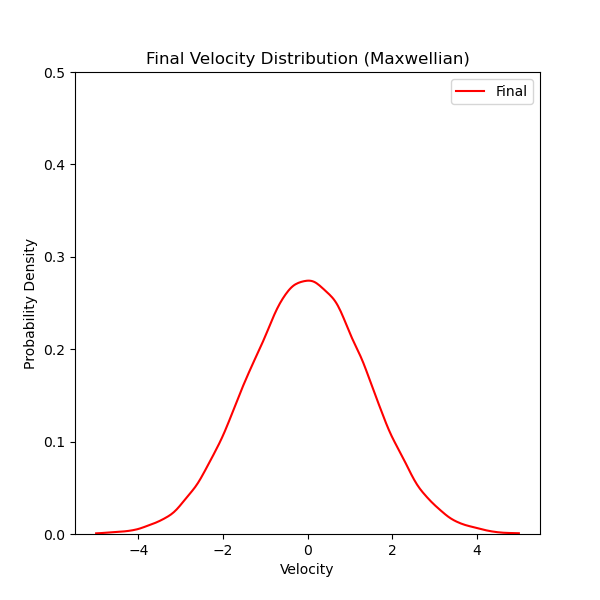 Final Velocity Distribution (Maxwellian)
Final
Probability Density
0.5
0.4
0.3
0.2
0.1
0.0
−4
−2
0
2
4
Velocity